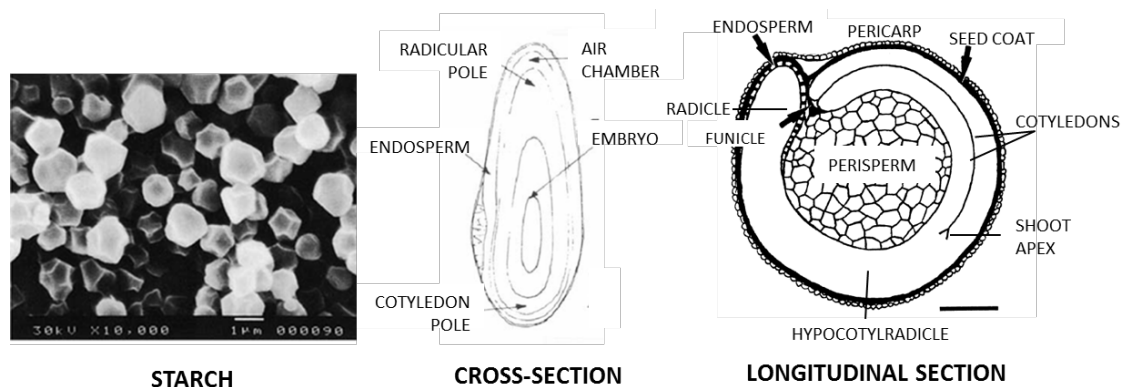 30kV X10,000 1μm 000090
STARCH
RADICULAR
POLE
AIR
CHAMBER
ENDOSPERM
EMBRYO
COTYLEDON
POLE
CROSS-SECTION
ENDOSPERM
PERICARP
SEED COAT
RADICLE
FUNICLE
COTYLEDONS
PERISPERM
SHOOT
APEX
HYPOCOTYLRADICLE
LONGITUDINAL SECTION